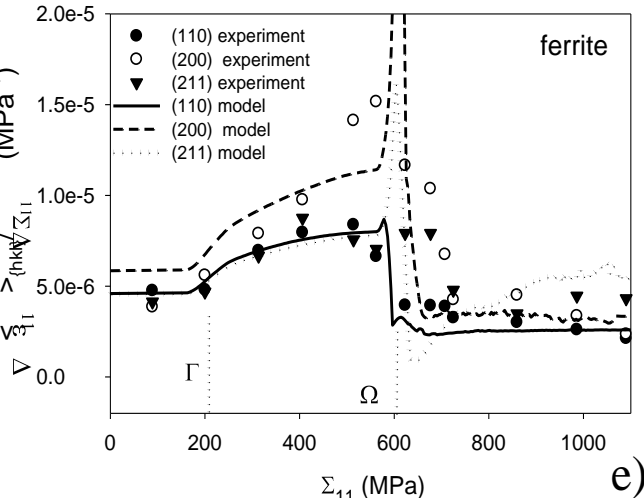 2.0e-5
(MPa
ferrite
(110) experiment
(200) experiment
(211) experiment
(110) model
(200) model
(211) model
1.5e-5
1.0e-5
5.0e-6
0.0
Γ
Ω
0
200
400
600
800
1000
Σ11 (MPa)
e)